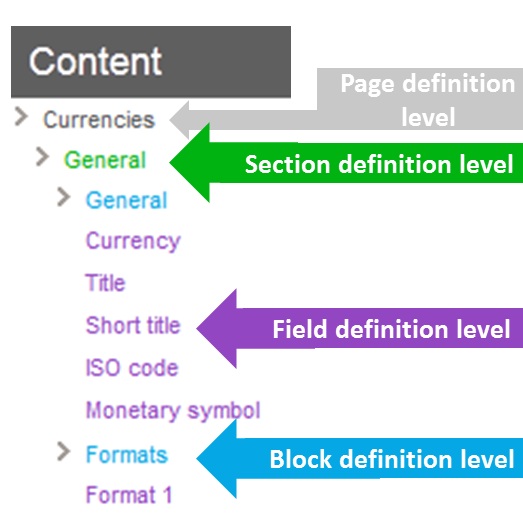 Content
Page definition
level
Currencies
General
Section definition level
General
Currency
Title
Short title
Field definition level
ISO code
Monetary symbol
Formats
Block definition level
Format 1